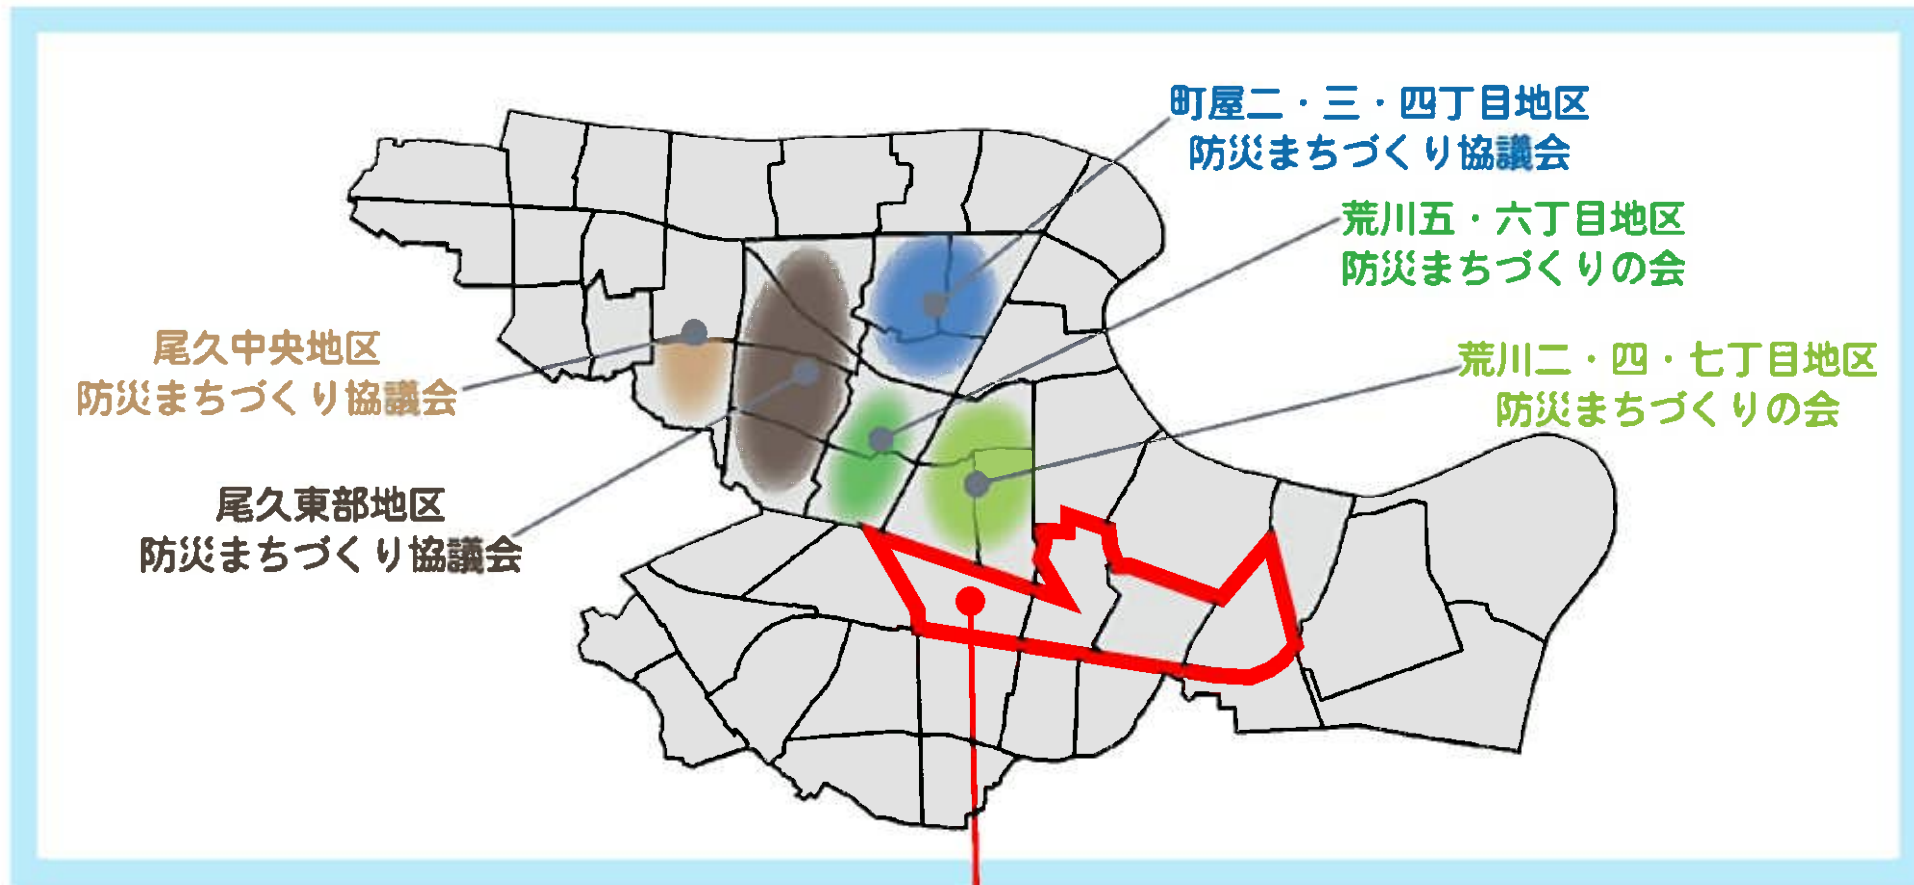 町屋二・三・四丁目地区
防災まちづくり協議会
荒川五・六丁目地区
防災まちづくりの会
尾久中央地区
防災まちづくり協議会
荒川二・四・七丁目地区
防災まちづくりの会
尾久東部地区
防災まちづくり協議会